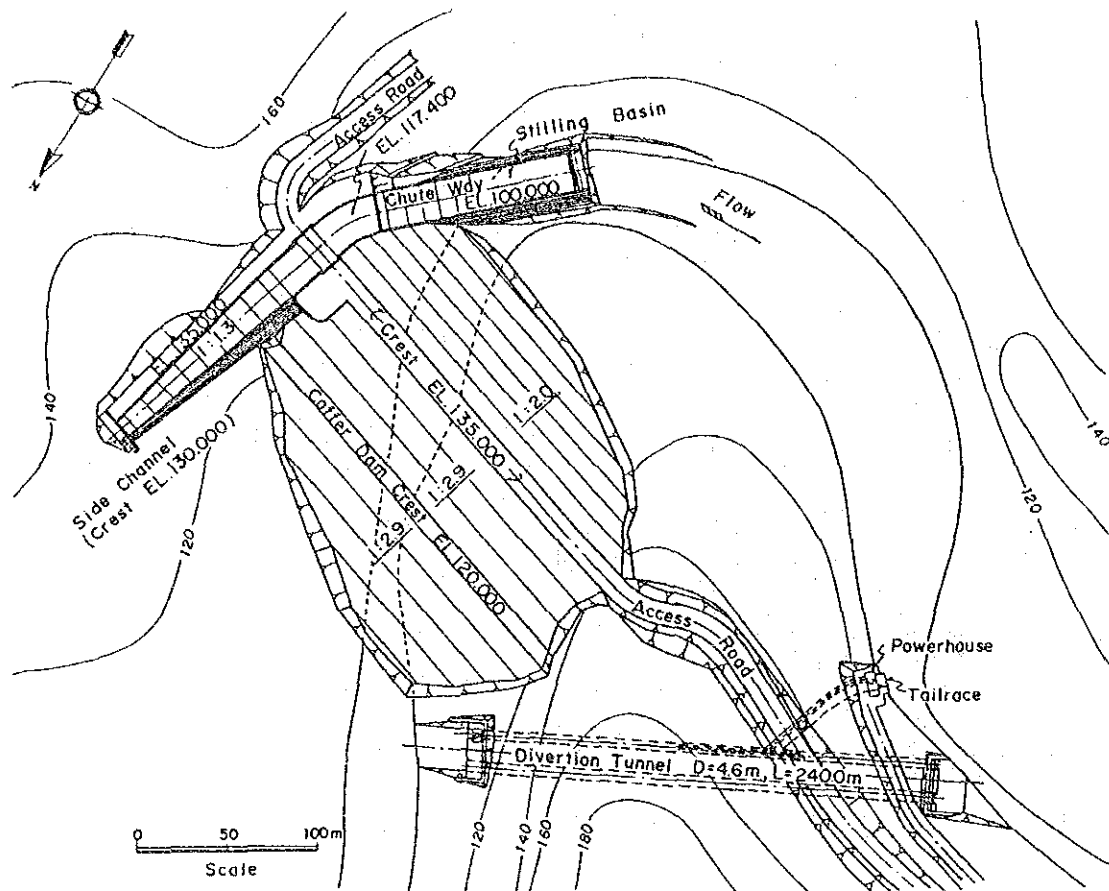 160
Access Road
EL.117.400
Stilling Basin
Chute Way
EL.100.000
Flow
N
EL.135.000
1:1.3
Crest EL.135.000
1:2.0
Coffer Dam Crest EL.120.000
1:2.9
1:2.9
Side Channel
(Crest EL.130.000)
140
120
140
120
Access Road
Powerhouse
Tailrace
Divertion Tunnel D=4.6m, L=240.0m
120
140
160
180
0 50 100m
Scale